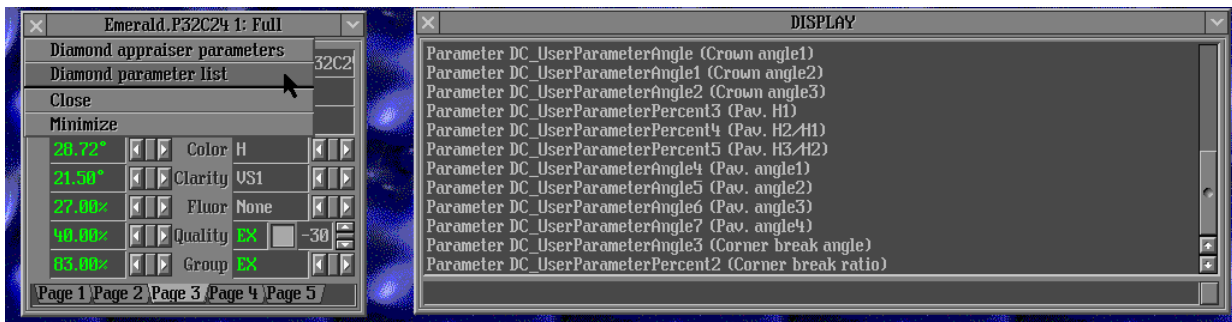 Emerald.P32C24 1: Full
Diamond appraiser parameters
Diamond parameter list
Close
Minimize
32C2
28.72° Color H
21.50° Clarity VS1
27.00% Fluor None
40.00% Quality EX -30
83.00% Group EX
Page 1 Page 2 Page 3 Page 4 Page 5
DISPLAY
Parameter DC_UserParameterAngle (Crown angle1)
Parameter DC_UserParameterAngle1 (Crown angle2)
Parameter DC_UserParameterAngle2 (Crown angle3)
Parameter DC_UserParameterPercent3 (Pav. H1)
Parameter DC_UserParameterPercent4 (Pav. H2/H1)
Parameter DC_UserParameterPercent5 (Pav. H3/H2)
Parameter DC_UserParameterAngle4 (Pav. angle1)
Parameter DC_UserParameterAngle5 (Pav. angle2)
Parameter DC_UserParameterAngle6 (Pav. angle3)
Parameter DC_UserParameterAngle7 (Pav. angle4)
Parameter DC_UserParameterAngle3 (Corner break angle)
Parameter DC_UserParameterPercent2 (Corner break ratio)